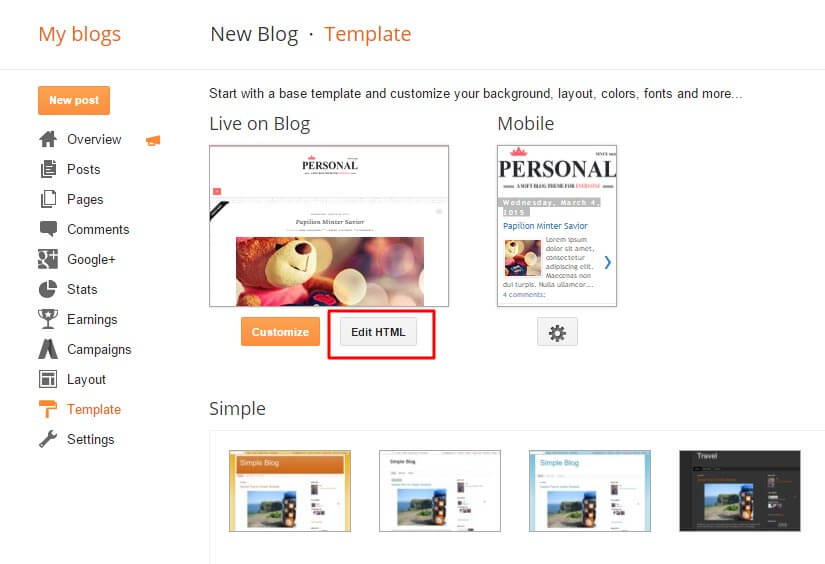 My blogs
New Blog · Template
New post
Overview
Posts
Pages
Comments
Google+
Stats
Earnings
Campaigns
Layout
Template
Settings
Start with a base template and customize your background, layout, colors, fonts and more...
Live on Blog
Mobile
PERSONAL
Papilion Minter Savior
SINCE 2015
PERSONAL
A SOFT BLOG THEME FOR EVERYONE
Wednesday, March 4,
2015
Papilion Minter Savior
Lorem ipsum
dolor sit amet,
consectetur
adipiscing elit.
Maecenas non
dui turpis. Nulla ullamcor...
4 comments:
Customize
Edit HTML
Simple
Simple Blog
Simple Blog
Simple Blog
Travel